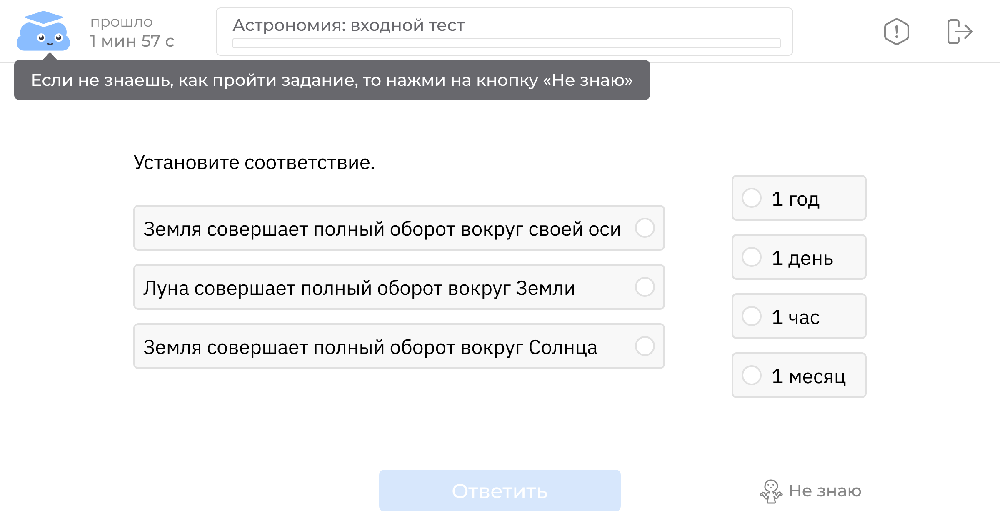 прошло
1 мин 57 с
Астрономия: входной тест
Если не знаешь, как пройти задание, то нажми на кнопку «Не знаю»
Установите соответствие.
Земля совершает полный оборот вокруг своей оси
Луна совершает полный оборот вокруг Земли
Земля совершает полный оборот вокруг Солнца
1 год
1 день
1 час
1 месяц
Ответить
Не знаю